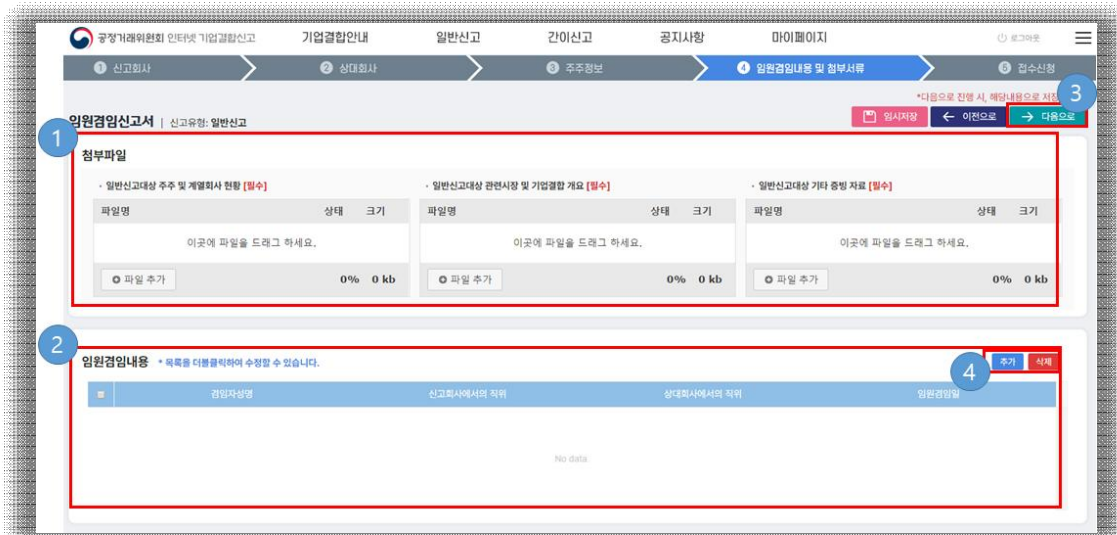 공정거래위원회 인터넷 기업결합신고 기업결합안내 일반신고 간이신고 공지사항 마이페이지 로그아웃
1 신고회사 2 상대회사 3 주주정보 4 임원겸임내용 및 첨부서류 5 접수신청
*다음으로 진행 시, 해당내용으로 저장
3
임원겸임신고서 | 신고유형: 일반신고 임시저장 ← 이전으로 → 다음으로
1
첨부파일
· 일반신고대상 주주 및 계열회사 현황 [필수] · 일반신고대상 관련시장 및 기업결합 개요 [필수] · 일반신고대상 기타 증빙 자료 [필수]
파일명 상태 크기 파일명 상태 크기 파일명 상태 크기
이곳에 파일을 드래그 하세요. 이곳에 파일을 드래그 하세요. 이곳에 파일을 드래그 하세요.
파일 추가 0% 0 kb 파일 추가 0% 0 kb 파일 추가 0% 0 kb
2
임원겸임내용 * 목록을 더블클릭하여 수정할 수 있습니다. 4 추가 삭제
겸임자성명 신고회사에서의 직위 상대회사에서의 직위 임원겸임일
No data